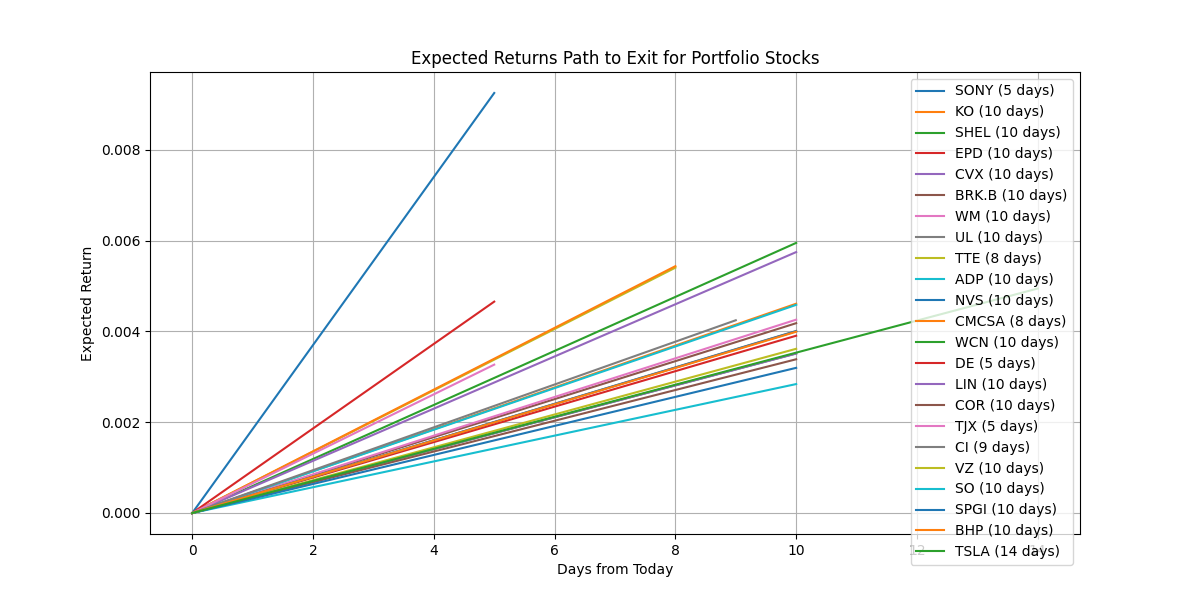 Expected Returns Path to Exit for Portfolio Stocks
Expected Return
0.008
0.006
0.004
0.002
0.000
0 2 4 6 8 10 12
Days from Today
SONY (5 days)
KO (10 days)
SHEL (10 days)
EPD (10 days)
CVX (10 days)
BRK.B (10 days)
WM (10 days)
UL (10 days)
TTE (8 days)
ADP (10 days)
NVS (10 days)
CMCSA (8 days)
WCN (10 days)
DE (5 days)
LIN (10 days)
COR (10 days)
TJX (5 days)
CI (9 days)
VZ (10 days)
SO (10 days)
SPGI (10 days)
BHP (10 days)
TSLA (14 days)